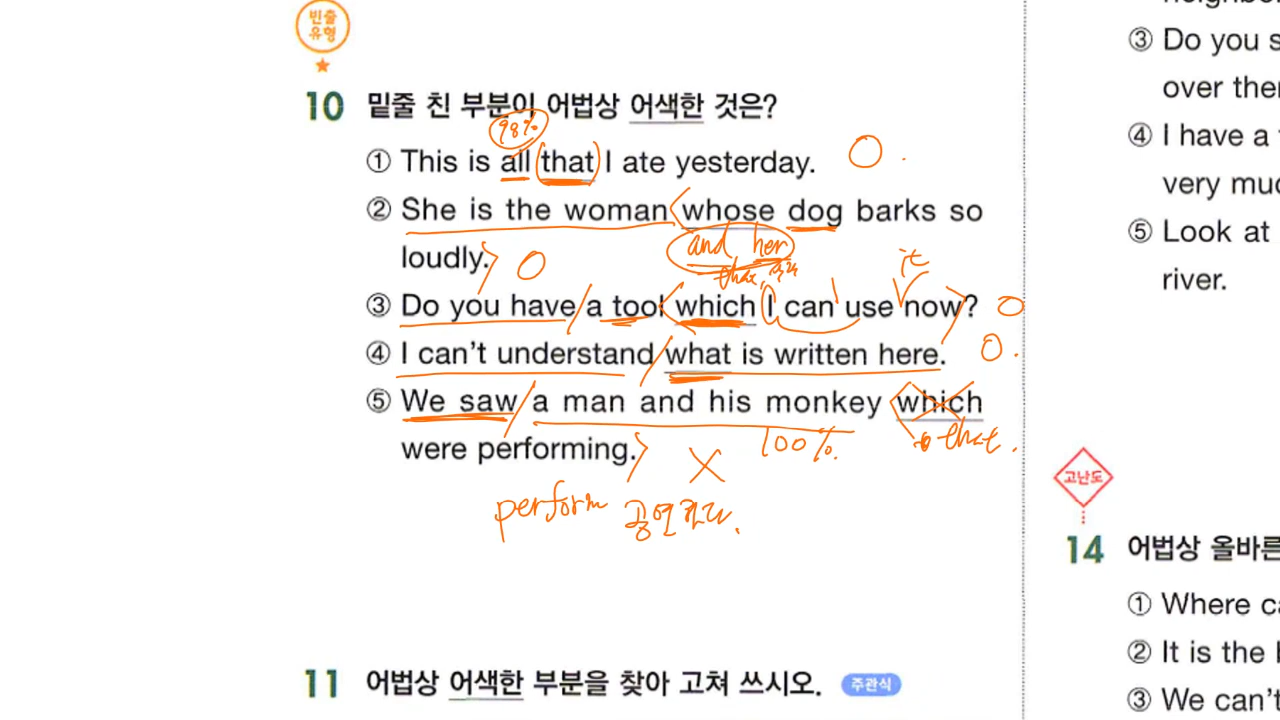 빈출
유형
10 밑줄 친 부분이 어법상 어색한 것은?
98%
① This is all that I ate yesterday.
② She is the woman whose dog barks so
loudly.
and her
it
③ Do you have a tool which I can use now?
④ I can't understand what is written here.
⑤ We saw a man and his monkey which
were performing.
100%
that.
perform 공연하다.
11 어법상 어색한 부분을 찾아 고쳐 쓰시오. 주관식
③ Do you s
over ther
④ I have a
very muc
⑤ Look at
river.
고난도
14 어법상 올바른
① Where ca
② It is the
③ We can't